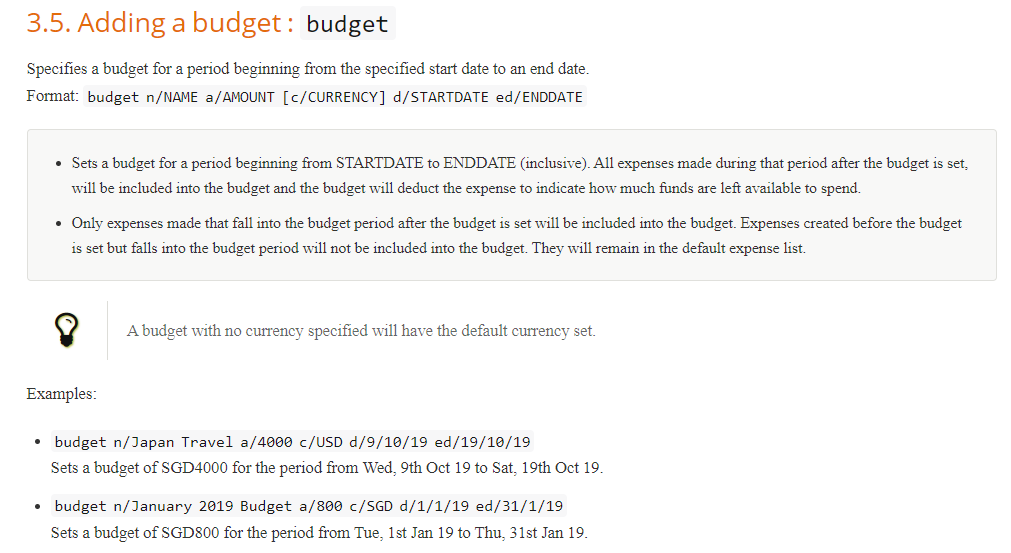 3.5. Adding a budget : budget
Specifies a budget for a period beginning from the specified start date to an end date.
Format: budget n/NAME a/AMOUNT [c/CURRENCY] d/STARTDATE ed/ENDDATE
• Sets a budget for a period beginning from STARTDATE to ENDDATE (inclusive). All expenses made during that period after the budget is set,
will be included into the budget and the budget will deduct the expense to indicate how much funds are left available to spend.
• Only expenses made that fall into the budget period after the budget is set will be included into the budget. Expenses created before the budget
is set but falls into the budget period will not be included into the budget. They will remain in the default expense list.
A budget with no currency specified will have the default currency set.
Examples:
• budget n/Japan Travel a/4000 c/USD d/9/10/19 ed/19/10/19
Sets a budget of SGD4000 for the period from Wed, 9th Oct 19 to Sat, 19th Oct 19.
• budget n/January 2019 Budget a/800 c/SGD d/1/1/19 ed/31/1/19
Sets a budget of SGD800 for the period from Tue, 1st Jan 19 to Thu, 31st Jan 19.